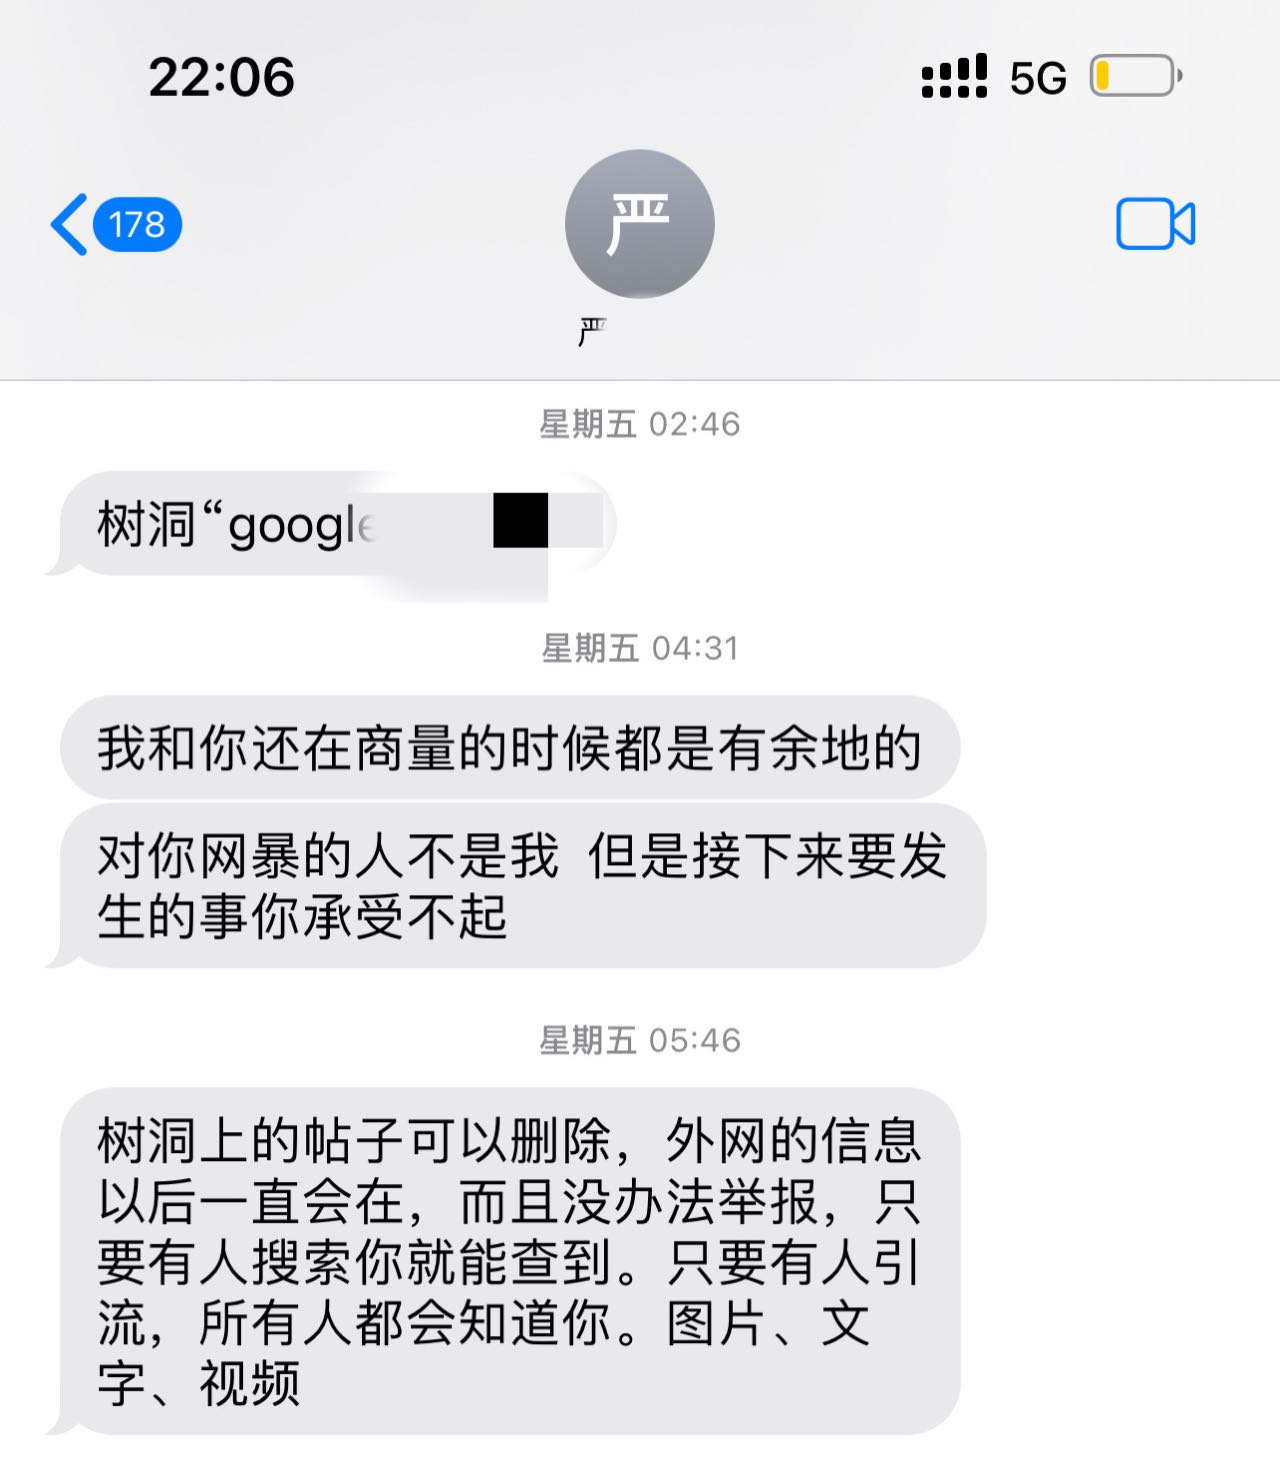 22:06
5G
178
严
严
星期五 02:46
树洞“google
星期五 04:31
我和你还在商量的时候都是有余地的
对你网暴的人不是我 但是接下来要发
生的事你承受不起
星期五 05:46
树洞上的帖子可以删除，外网的信息
以后一直会在，而且没办法举报，只
要有人搜索你就能查到。只要有人引
流，所有人都会知道你。图片、文
字、视频